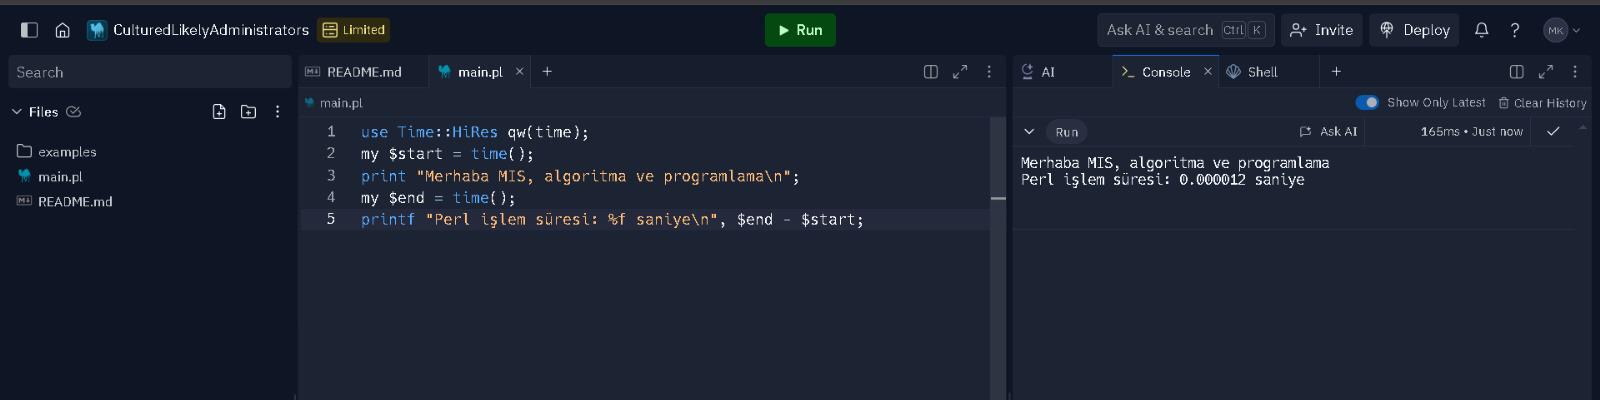 CulturedLikelyAdministrators Limited Run Ask AI & search Ctrl K Invite Deploy ? MK
Search
Files
examples
main.pl
README.md
README.md main.pl × +
main.pl
1 use Time::HiRes qw(time);
2 my $start = time();
3 print "Merhaba MIS, algoritma ve programlama\n";
4 my $end = time();
5 printf "Perl işlem süresi: %f saniye\n", $end - $start;
AI Console × Shell +
Show Only Latest Clear History
Run Ask AI 165ms • Just now
Merhaba MIS, algoritma ve programlama
Perl işlem süresi: 0.000012 saniye